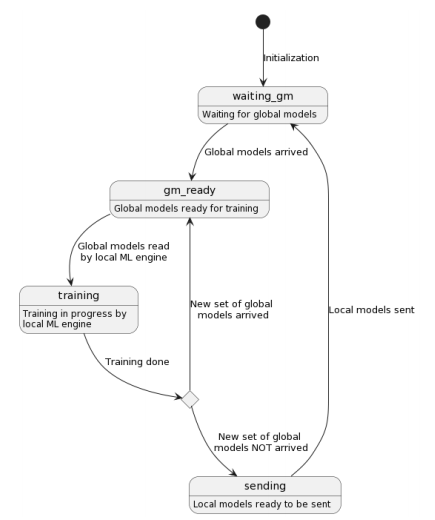 Initialization
waiting_gm
Waiting for global models
Global models arrived
gm_ready
Global models ready for training
Global models read
by local ML engine
training
Training in progress by
local ML engine
New set of global
models arrived
Local models sent
Training done
New set of global
models NOT arrived
sending
Local models ready to be sent